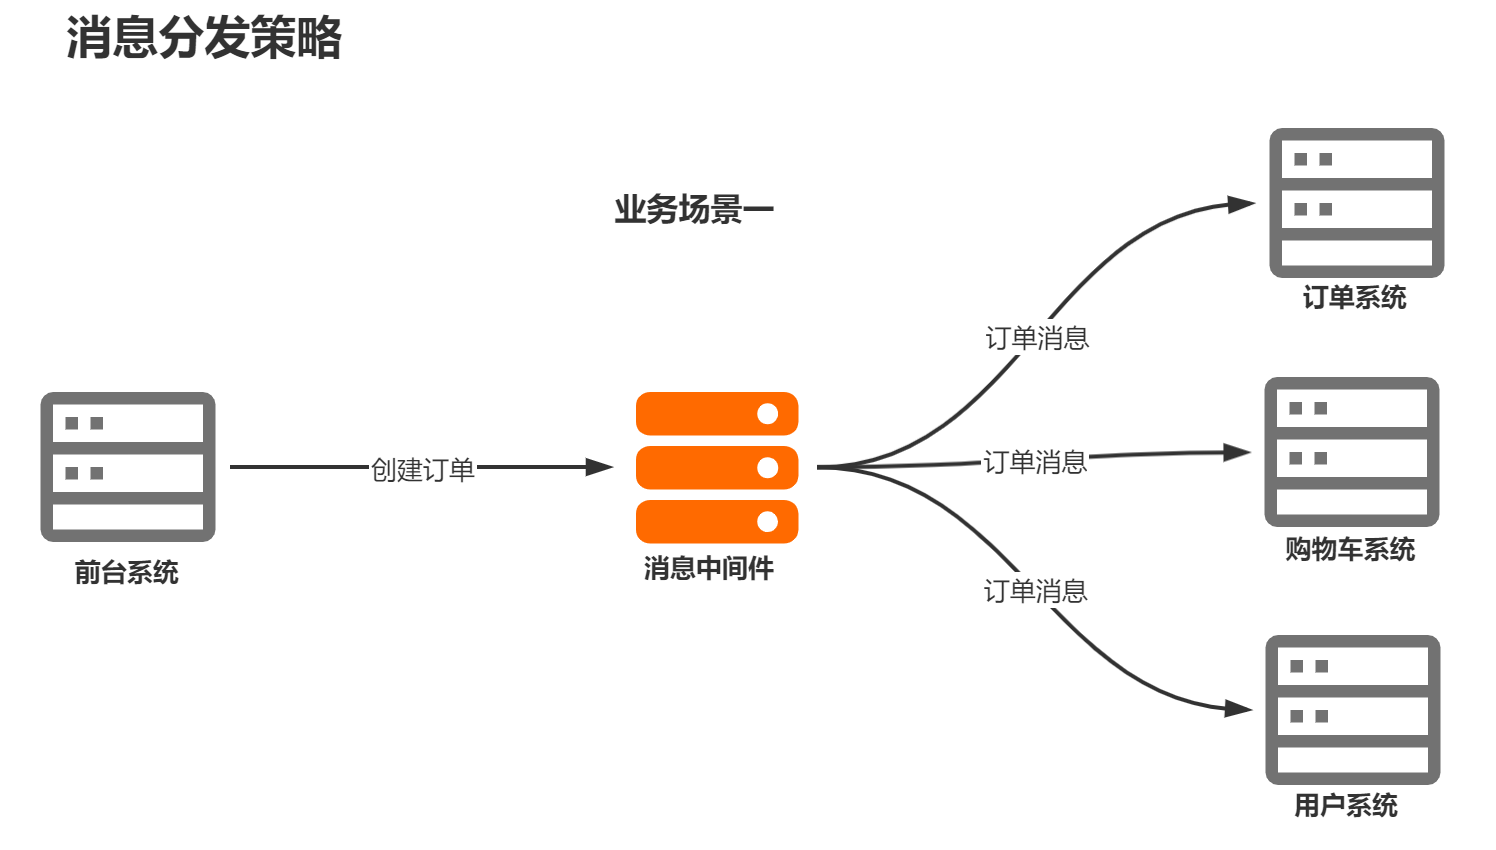 消息分发策略
业务场景一
订单系统
订单消息
创建订单
订单消息
前台系统
消息中间件
购物车系统
订单消息
用户系统